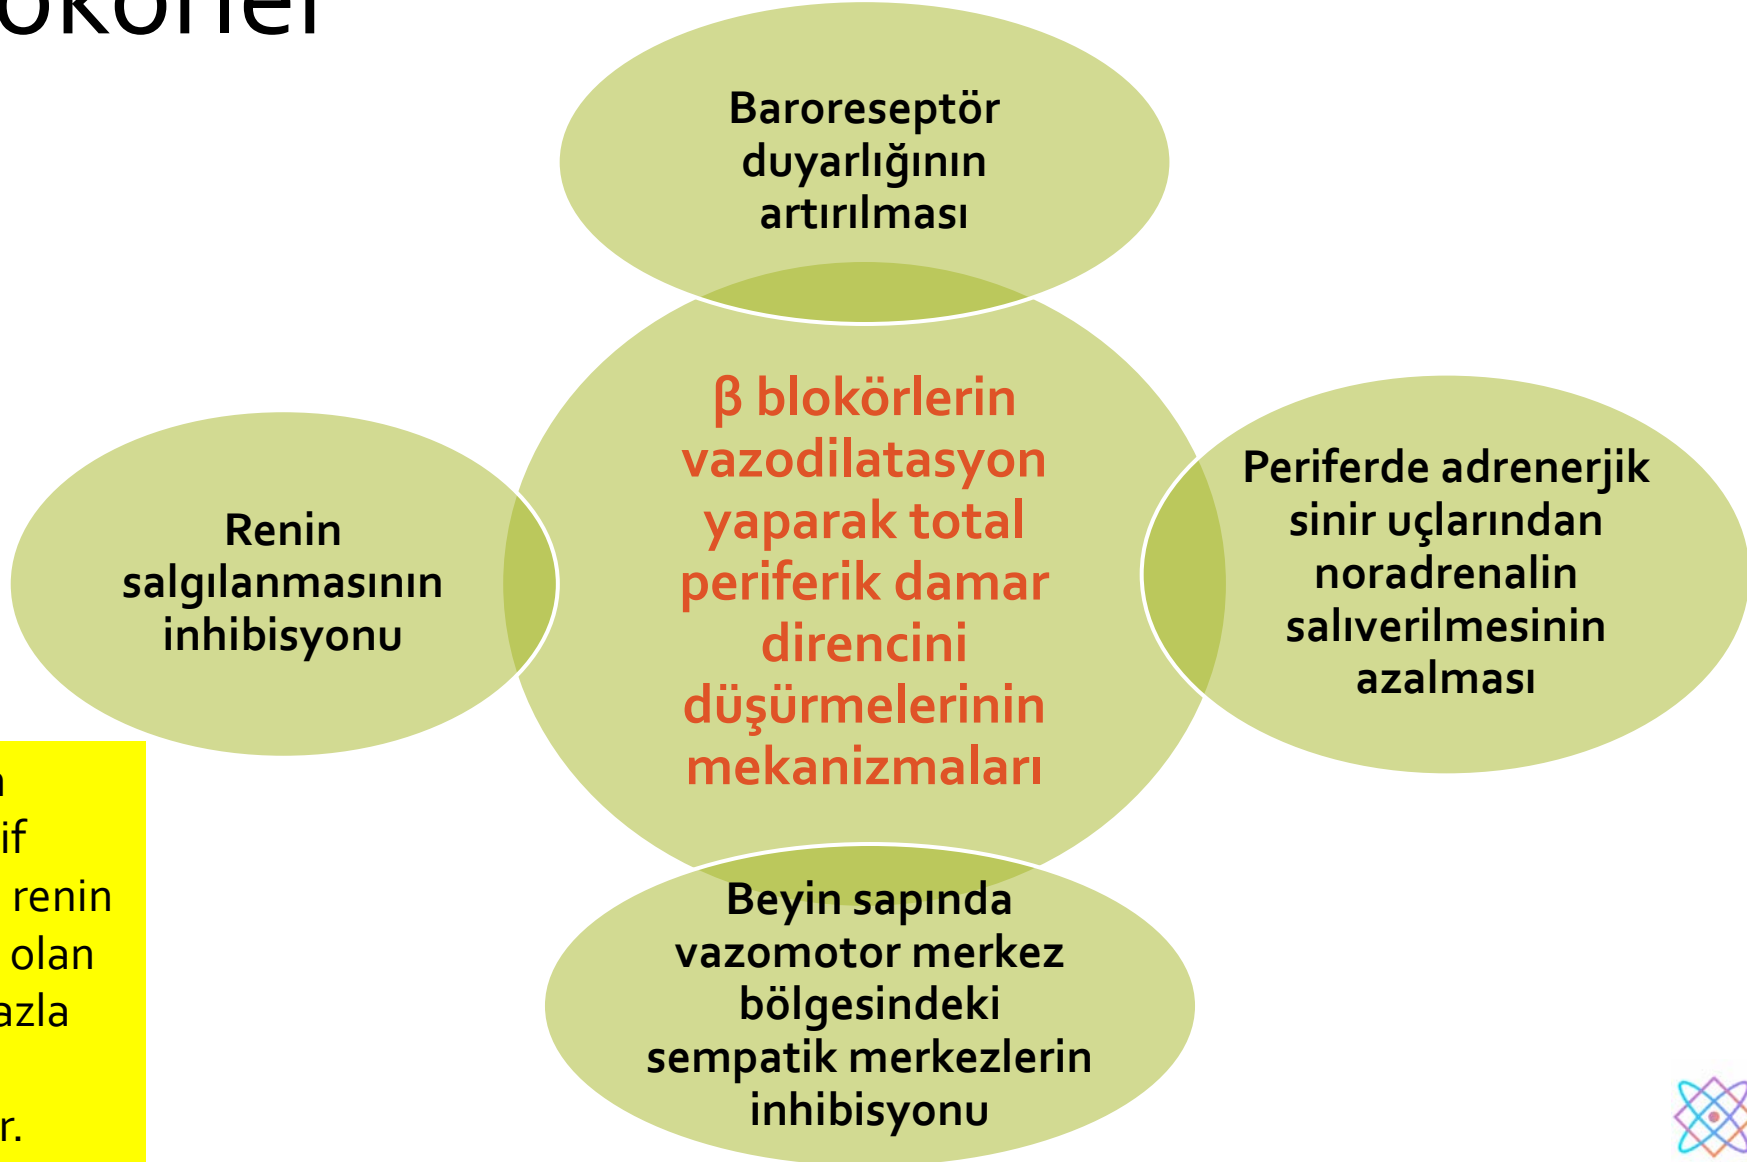 Baroreseptör
duyarlığının
artırılması
β blokörlerin
vazodilatasyon
yaparak total
periferik damar
direncini
düşürmelerinin
mekanizmaları
Periferde adrenerjik
sinir uçlarından
noradrenalin
salıverilmesinin
azalması
Renin
salgılanmasının
inhibisyonu
Beyin sapında
vazomotor merkez
bölgesindeki
sempatik merkezlerin
inhibisyonu
renin
olan